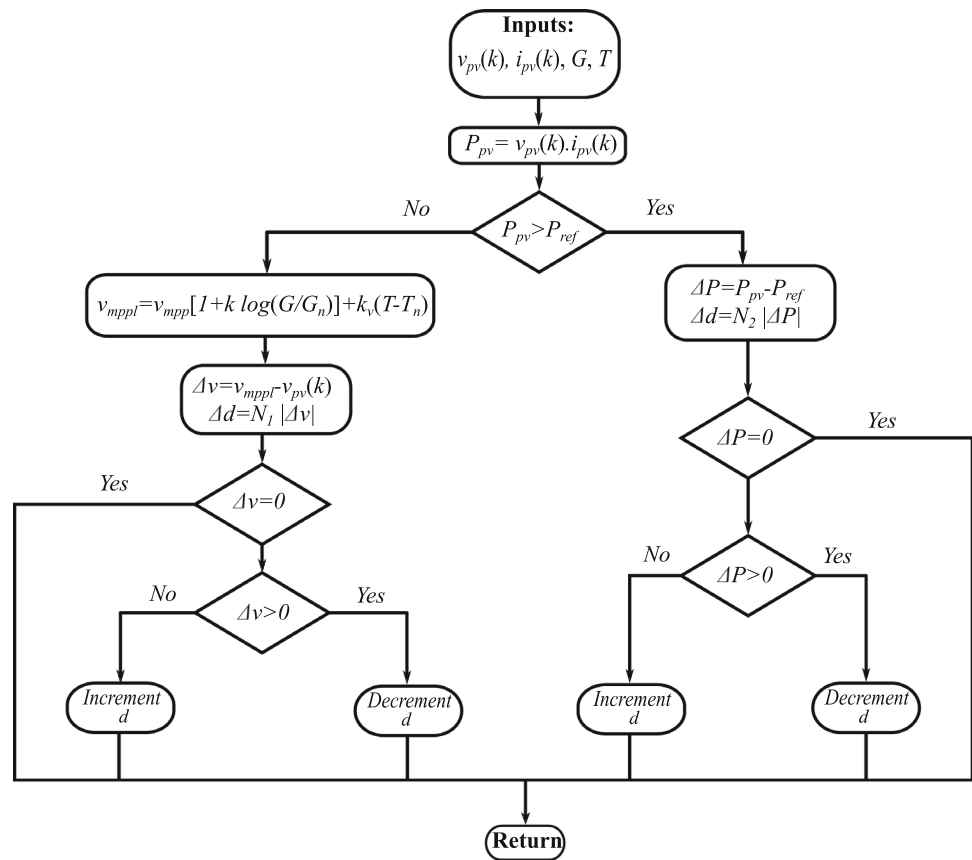 Inputs:
v_pv(k), i_pv(k), G, T
P_pv= v_pv(k).i_pv(k)
No
Yes
P_pv>P_ref
v_mppl=v_mpp[1+k log(G/G_n)]+k_v(T-T_n)
ΔP=P_pv-P_ref
Δd=N_2 |ΔP|
Δv=v_mppl-v_pv(k)
Δd=N_1 |Δv|
ΔP=0
Yes
Yes
Δv=0
No
ΔP>0
Yes
No
Δv>0
Yes
Increment
d
Decrement
d
Increment
d
Decrement
d
Return